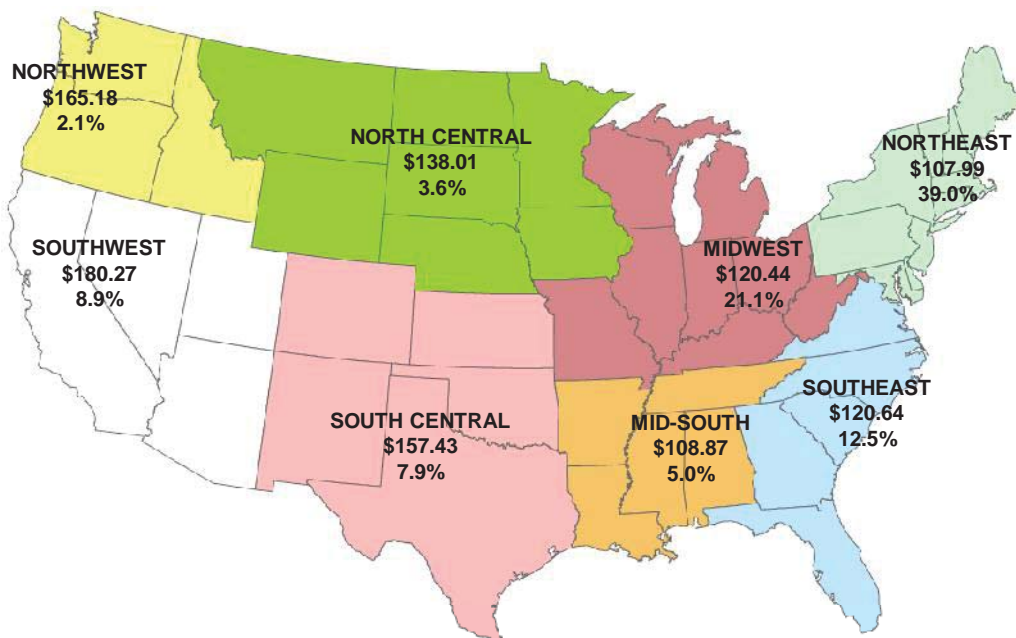 NORTHWEST
$165.18
2.1%
NORTH CENTRAL
$138.01
3.6%
NORTHEAST
$107.99
39.0%
SOUTHWEST
$180.27
8.9%
MIDWEST
$120.44
21.1%
SOUTH CENTRAL
$157.43
7.9%
MID-SOUTH
$108.87
5.0%
SOUTHEAST
$120.64
12.5%